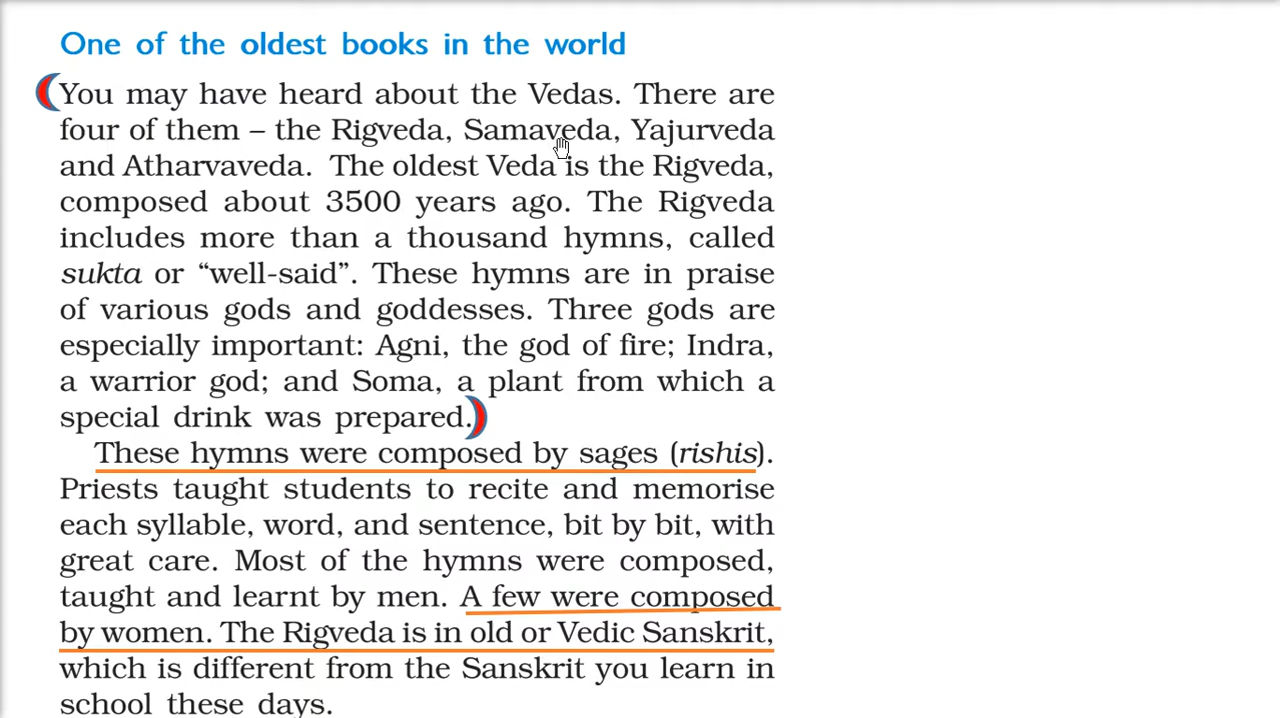 One of the oldest books in the world
You may have heard about the Vedas. There are
four of them – the Rigveda, Samaveda, Yajurveda
and Atharvaveda. The oldest Veda is the Rigveda,
composed about 3500 years ago. The Rigveda
includes more than a thousand hymns, called
sukta or “well-said”. These hymns are in praise
of various gods and goddesses. Three gods are
especially important: Agni, the god of fire; Indra,
a warrior god; and Soma, a plant from which a
special drink was prepared.
These hymns were composed by sages (rishis).
Priests taught students to recite and memorise
each syllable, word, and sentence, bit by bit, with
great care. Most of the hymns were composed,
taught and learnt by men. A few were composed
by women. The Rigveda is in old or Vedic Sanskrit,
which is different from the Sanskrit you learn in
school these days.